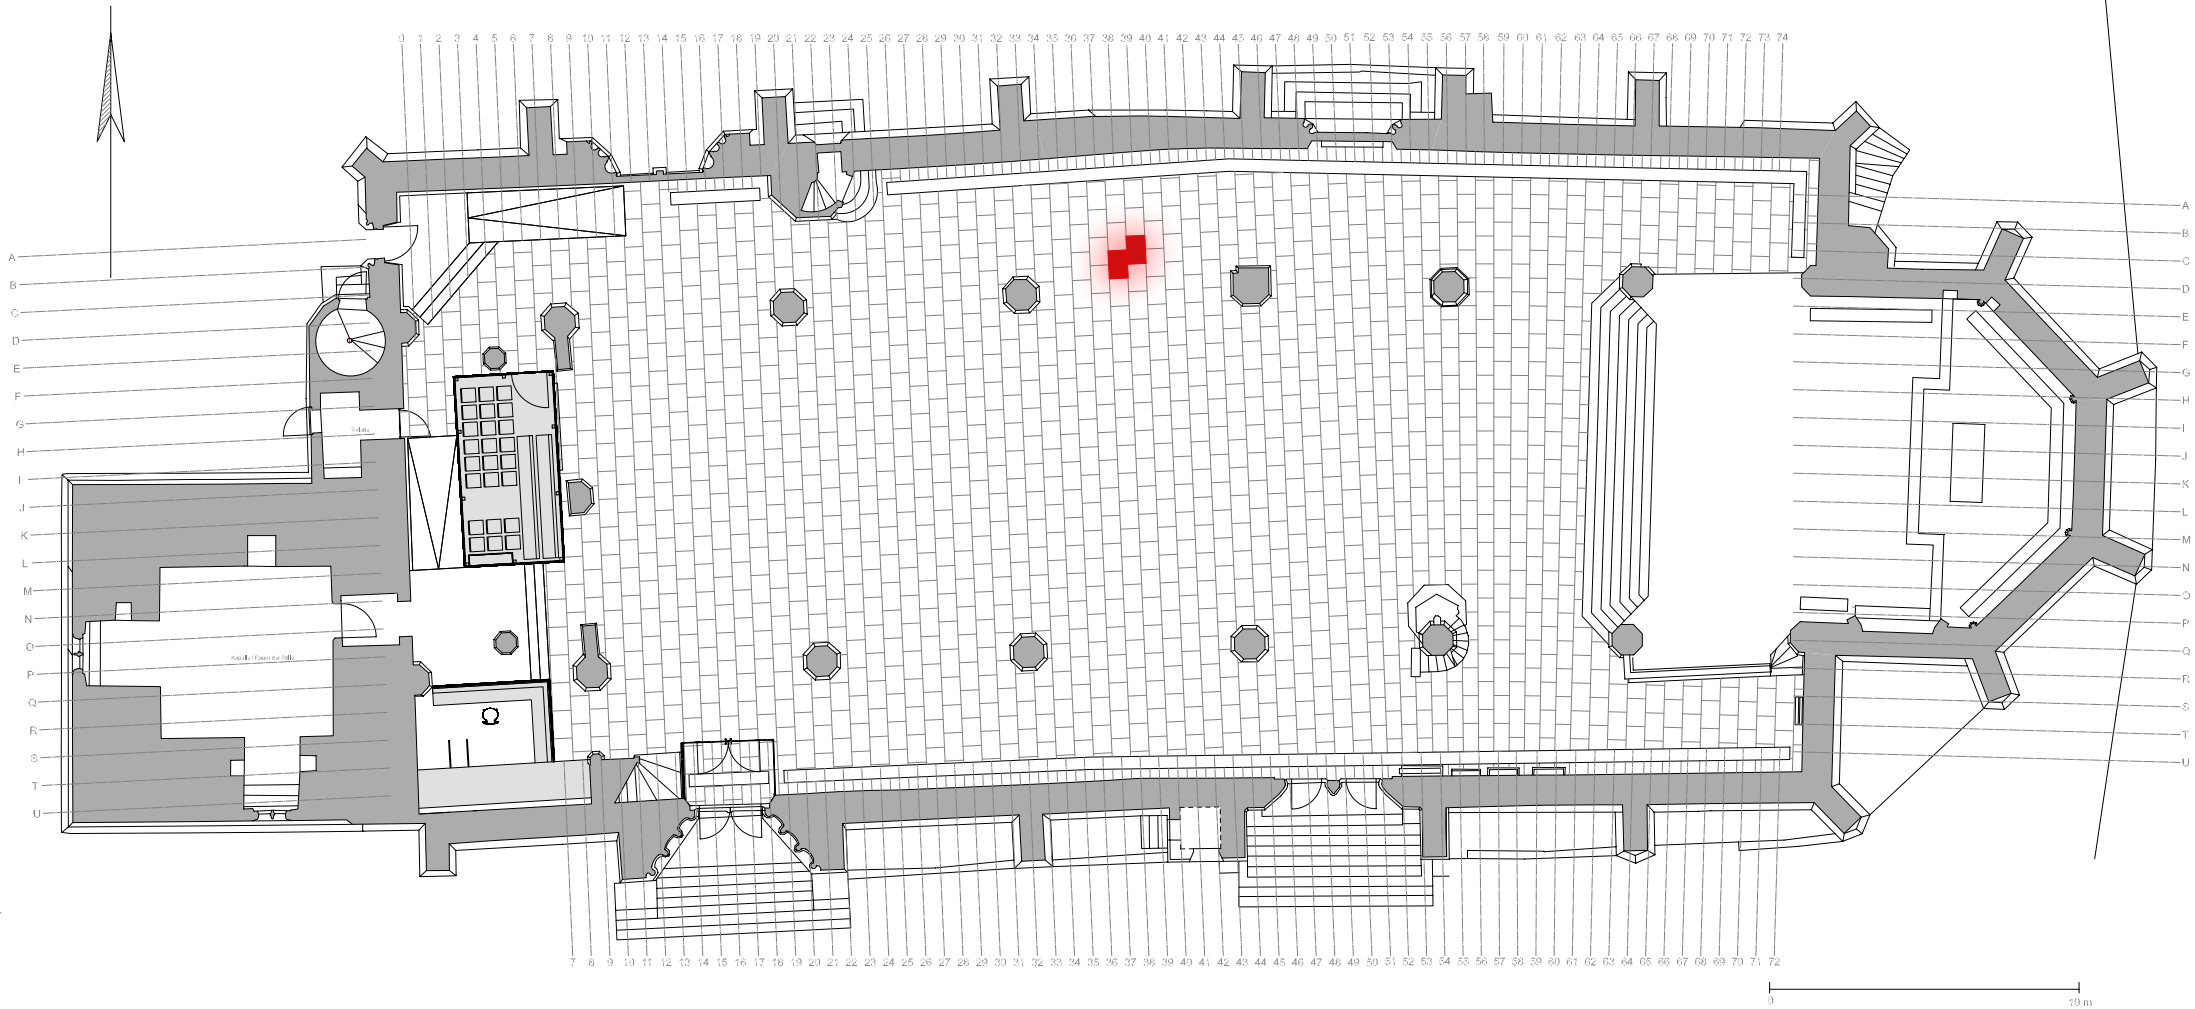 0 1 2 3 4 5 6 7 8 9 10 11 12 13 14 15 16 17 18 19 20 21 22 23 24 25 26 27 28 29 30 31 32 33 34 35 36 37 38 39 40 41 42 43 44 45 46 47 48 49 50 51 52 53 54 55 56 57 58 59 60 61 62 63 64 65 66 67 68 69 70 71 72 73 74
A
B
C
D
E
F
G
H
I
J
K
L
M
N
O
P
Q
R
S
T
U
Kapelle / Raum der Stille
A
B
C
D
E
F
G
H
I
J
K
L
M
N
O
P
Q
R
S
T
U
7 8 9 10 11 12 13 14 15 16 17 18 19 20 21 22 23 24 25 26 27 28 29 30 31 32 33 34 35 36 37 38 39 40 41 42 43 44 45 46 47 48 49 50 51 52 53 54 55 56 57 58 59 60 61 62 63 64 65 66 67 68 69 70 71 72
0 10 m